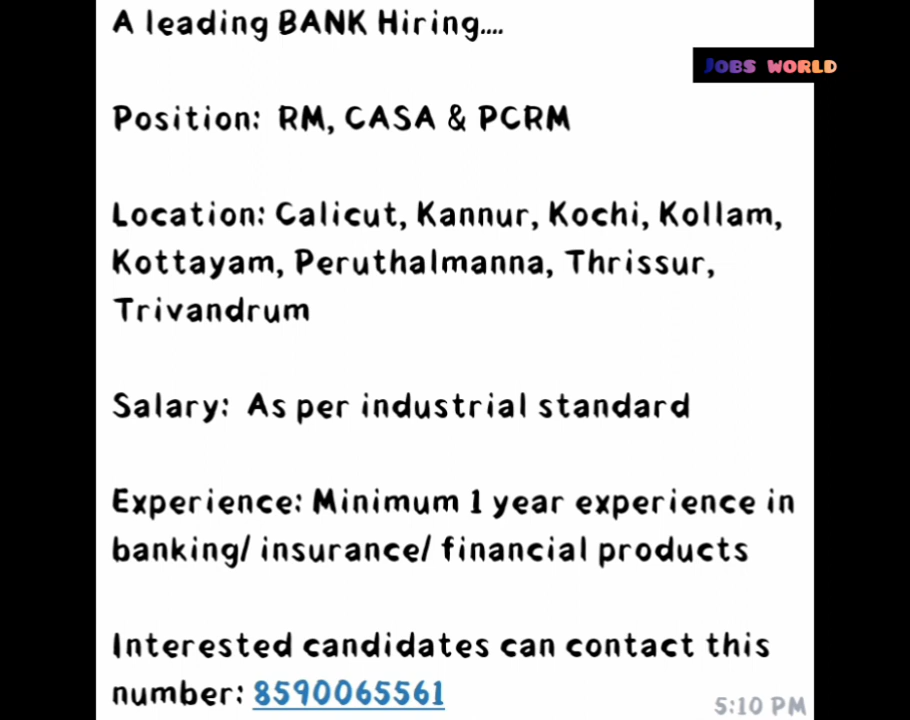 A leading BANK Hiring....
JOBS WORLD
Position: RM, CASA & PCRM
Location: Calicut, Kannur, Kochi, Kollam,
Kottayam, Peruthalmanna, Thrissur,
Trivandrum
Salary: As per industrial standard
Experience: Minimum 1 year experience in
banking/ insurance/ financial products
Interested candidates can contact this
number: 8590065561
5:10 PM